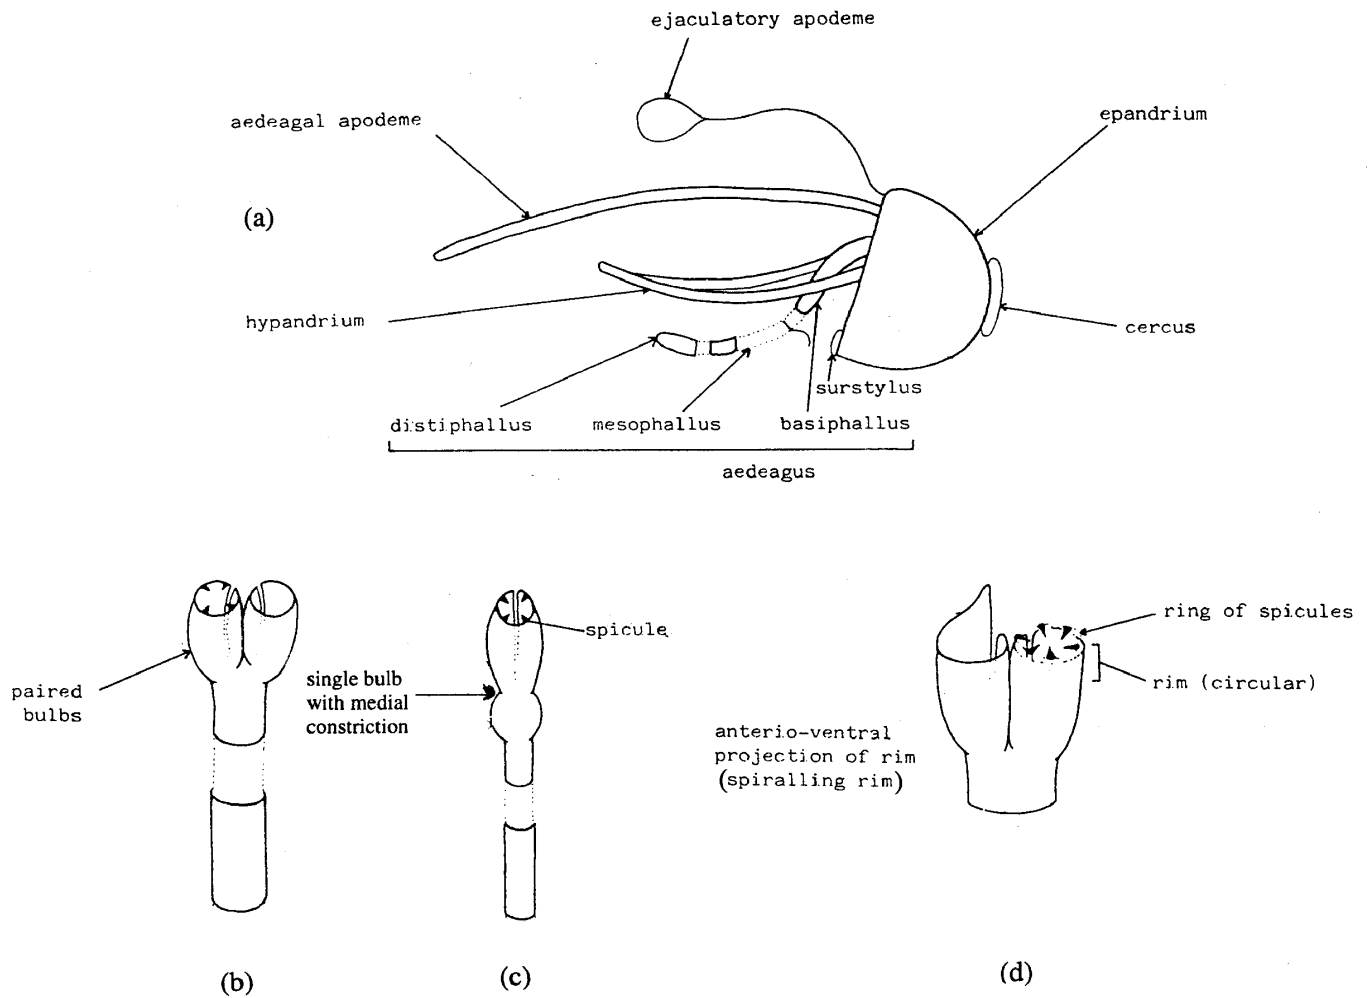 ejaculatory apodeme
aedeagal apodeme
epandrium
(a)
hypandrium
cercus
surstylus
distiphallus
mesophallus
basiphallus
aedeagus
paired
bulbs
single bulb
with medial
constriction
spicule
ring of spicules
rim (circular)
anterio-ventral
projection of rim
(spiralling rim)
(b)
(c)
(d)